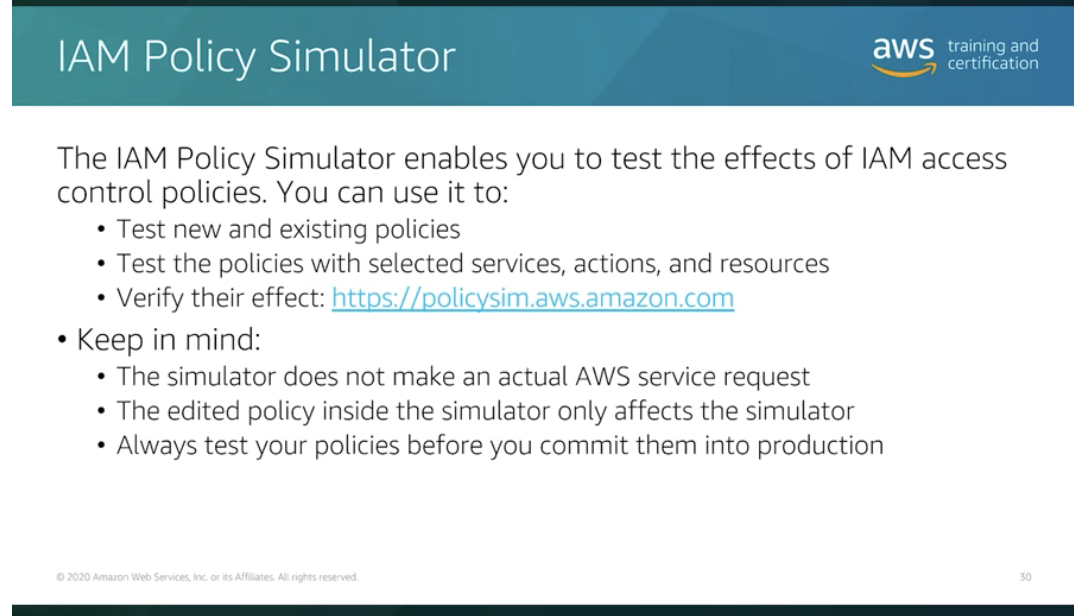 IAM Policy Simulator
aws training and
certification
The IAM Policy Simulator enables you to test the effects of IAM access
control policies. You can use it to:
• Test new and existing policies
• Test the policies with selected services, actions, and resources
• Verify their effect: https://policysim.aws.amazon.com
• Keep in mind:
• The simulator does not make an actual AWS service request
• The edited policy inside the simulator only affects the simulator
• Always test your policies before you commit them into production
© 2020 Amazon Web Services, Inc. or its Affiliates. All rights reserved.
30